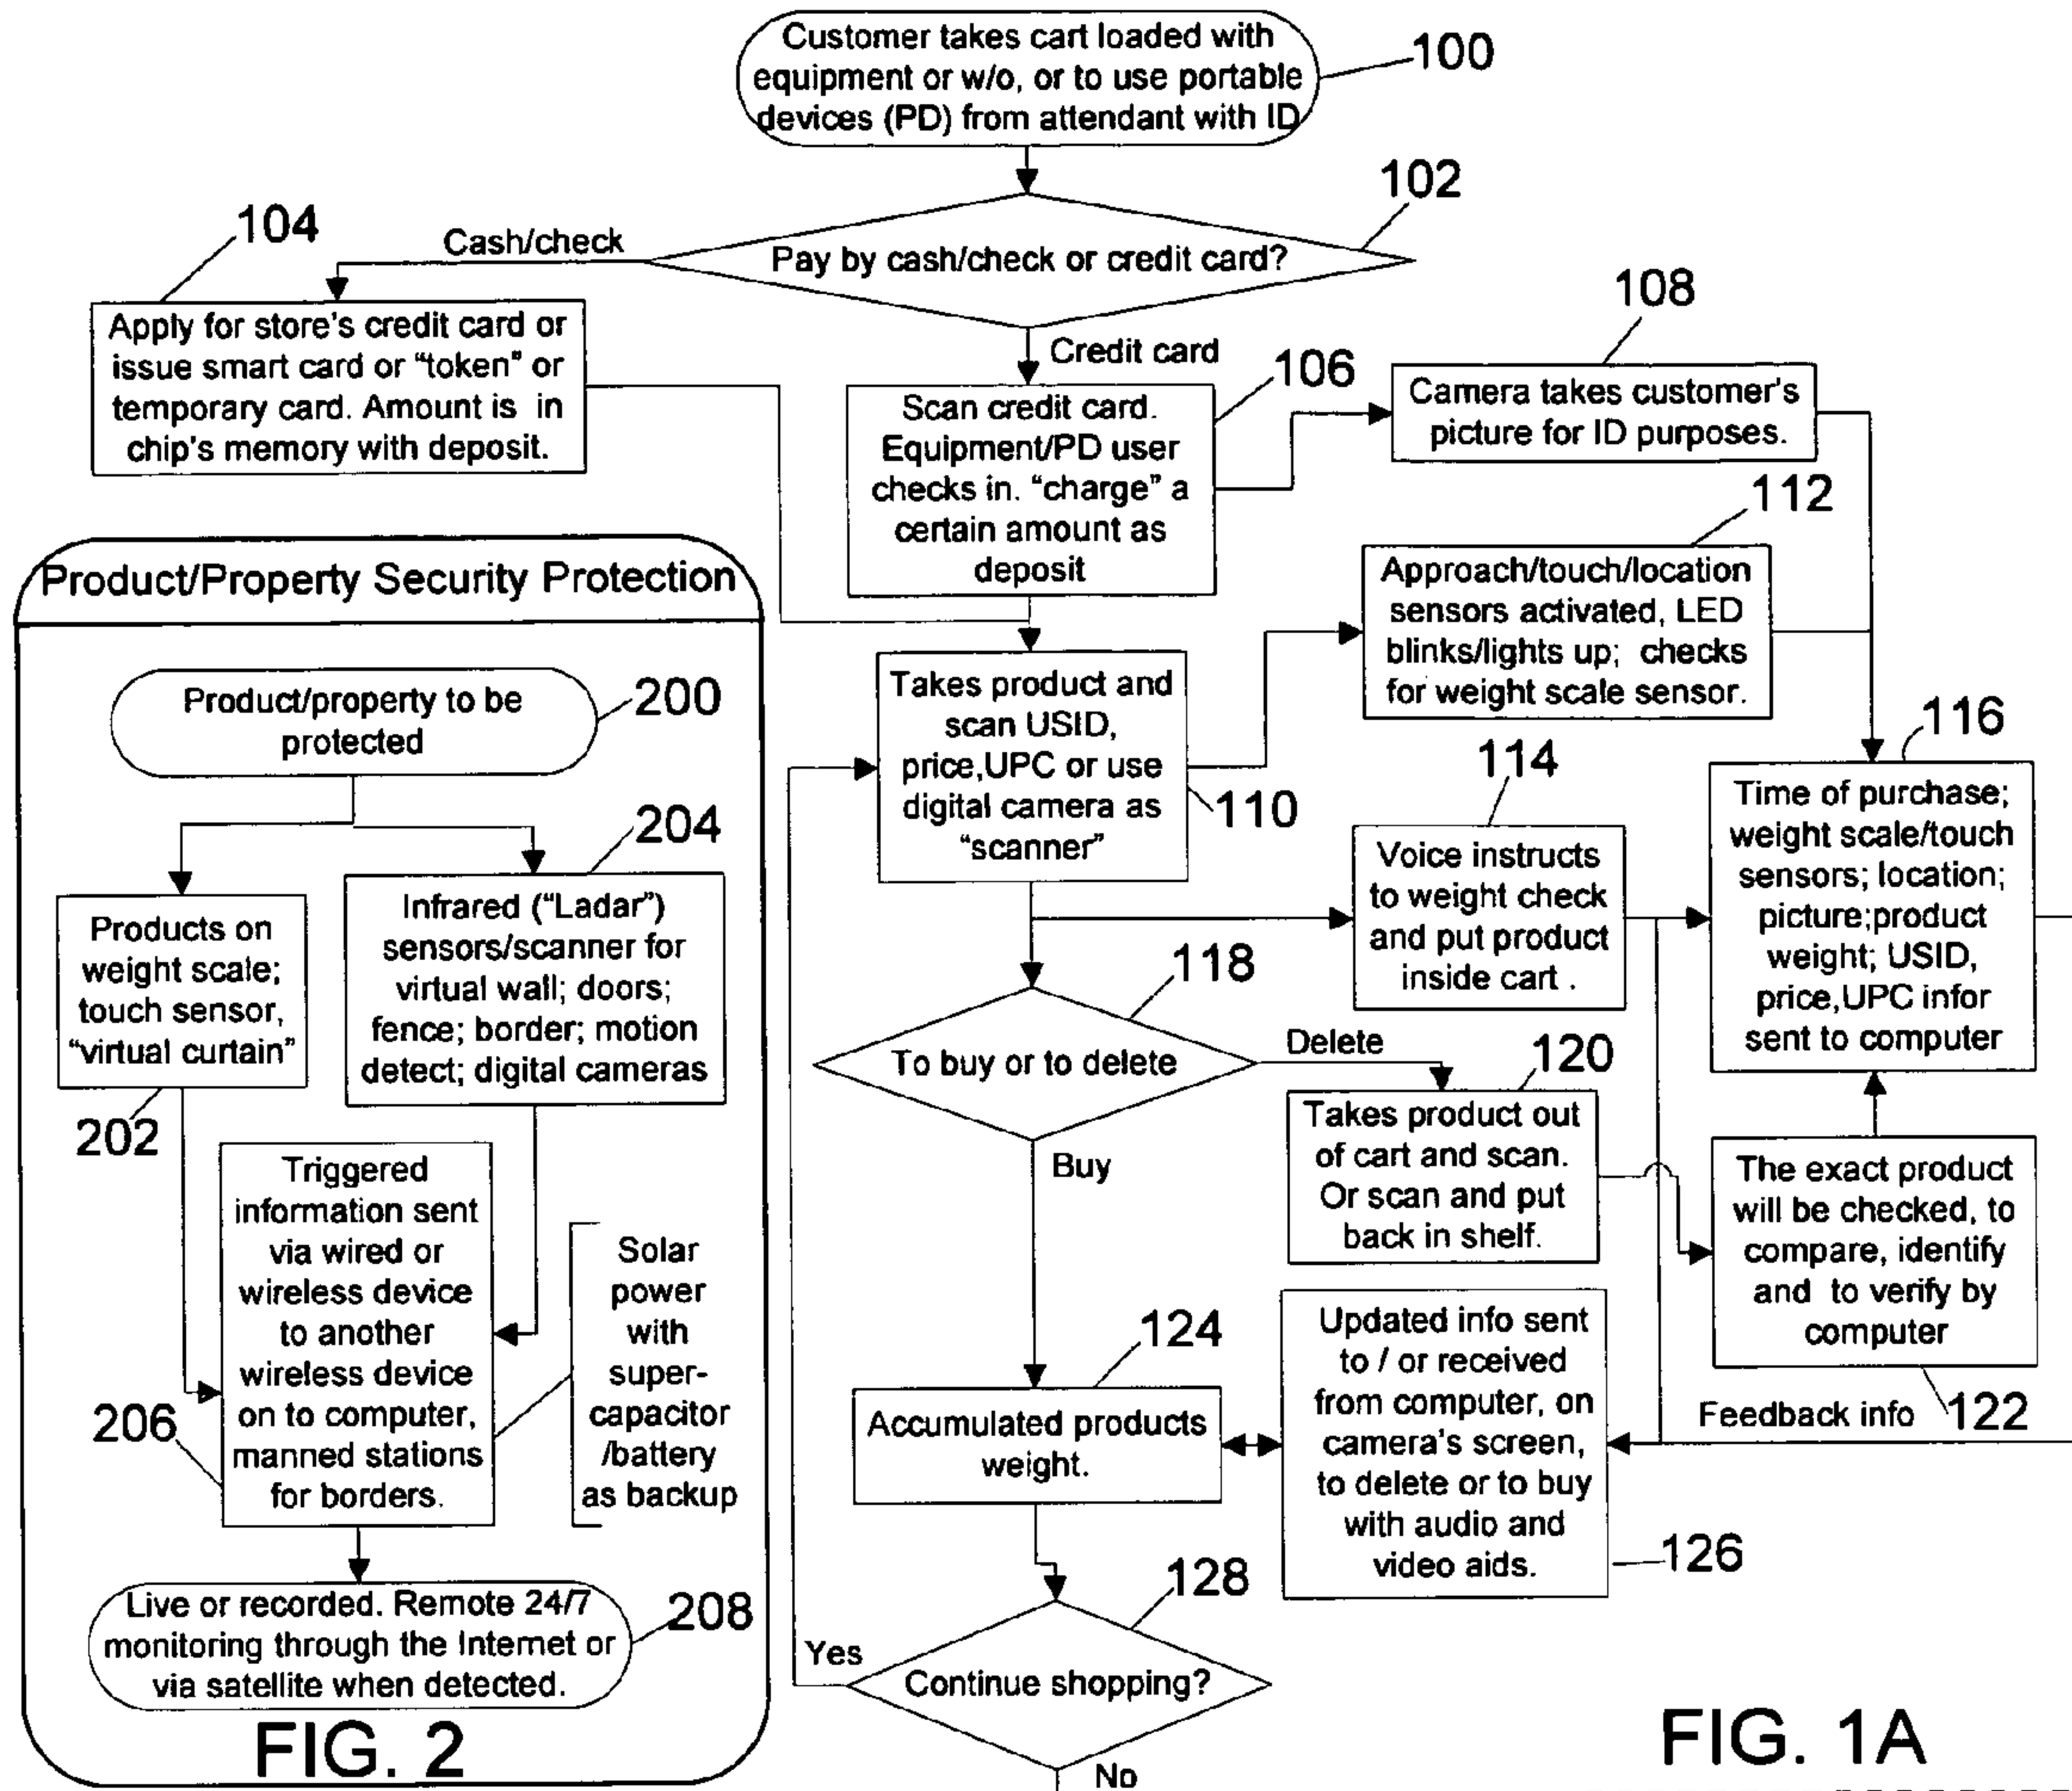 Customer takes cart loaded with
equipment or w/o, or to use portable
devices (PD) from attendant with ID
100
102
Pay by cash/check or credit card?
Cash/check
104
Apply for store's credit card or
issue smart card or “token” or
temporary card. Amount is in
chip's memory with deposit.
Credit card
106
Scan credit card.
Equipment/PD user
checks in. “charge” a
certain amount as
deposit
108
Camera takes customer's
picture for ID purposes.
112
Approach/touch/location
sensors activated, LED
blinks/lights up; checks
for weight scale sensor.
Takes product and
scan USID,
price,UPC or use
digital camera as
“scanner”
110
114
Voice instructs
to weight check
and put product
inside cart .
116
Time of purchase;
weight scale/touch
sensors; location;
picture;product
weight; USID,
price,UPC infor
sent to computer
118
To buy or to delete
Delete
120
Takes product out
of cart and scan.
Or scan and put
back in shelf.
The exact product
will be checked, to
compare, identify
and to verify by
computer
122
Buy
124
Accumulated products
weight.
Updated info sent
to / or received
from computer, on
camera's screen,
to delete or to buy
with audio and
video aids.
126
Feedback info
128
Continue shopping?
Yes
No
FIG. 1A
Product/Property Security Protection
Product/property to be
protected
200
Products on
weight scale;
touch sensor,
“virtual curtain”
202
204
Infrared (“Ladar”)
sensors/scanner for
virtual wall; doors;
fence; border; motion
detect; digital cameras
Triggered
information sent
via wired or
wireless device
to another
wireless device
on to computer,
manned stations
for borders.
206
Solar
power
with
super-
capacitor
/battery
as backup
Live or recorded. Remote 24/7
monitoring through the Internet or
via satellite when detected.
208
FIG. 2